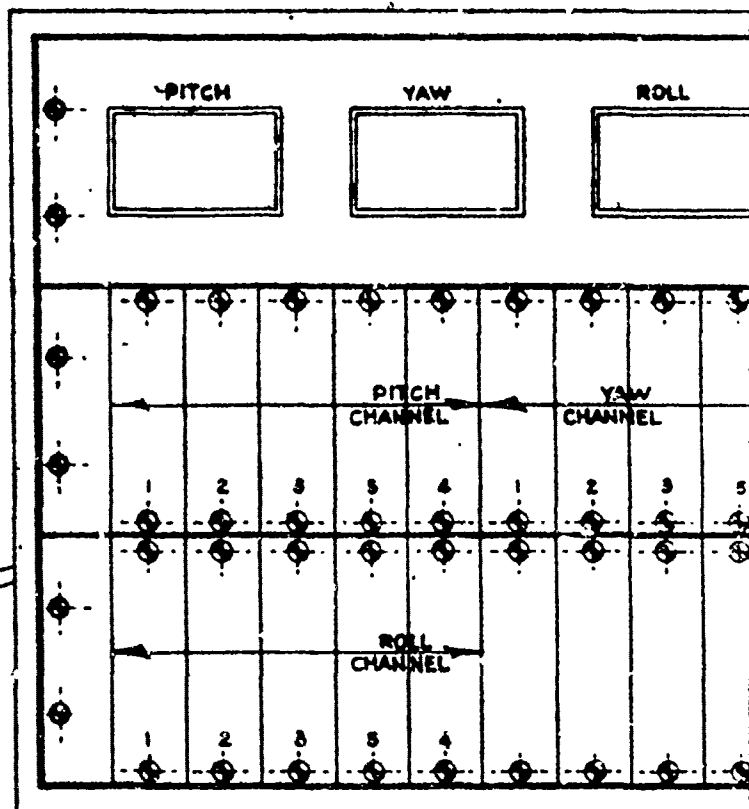 PITCH YAW ROLL
PITCH YAW
CHANNEL CHANNEL
1 2 3 5 4 1 2 3 5
ROLL
CHANNEL
1 2 3 5 4